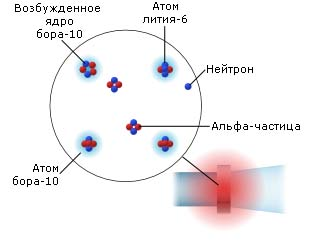 Возбужденное
ядро
бора-10
Атом
лития-6
Нейтрон
Альфа-частица
Атом
бора-10